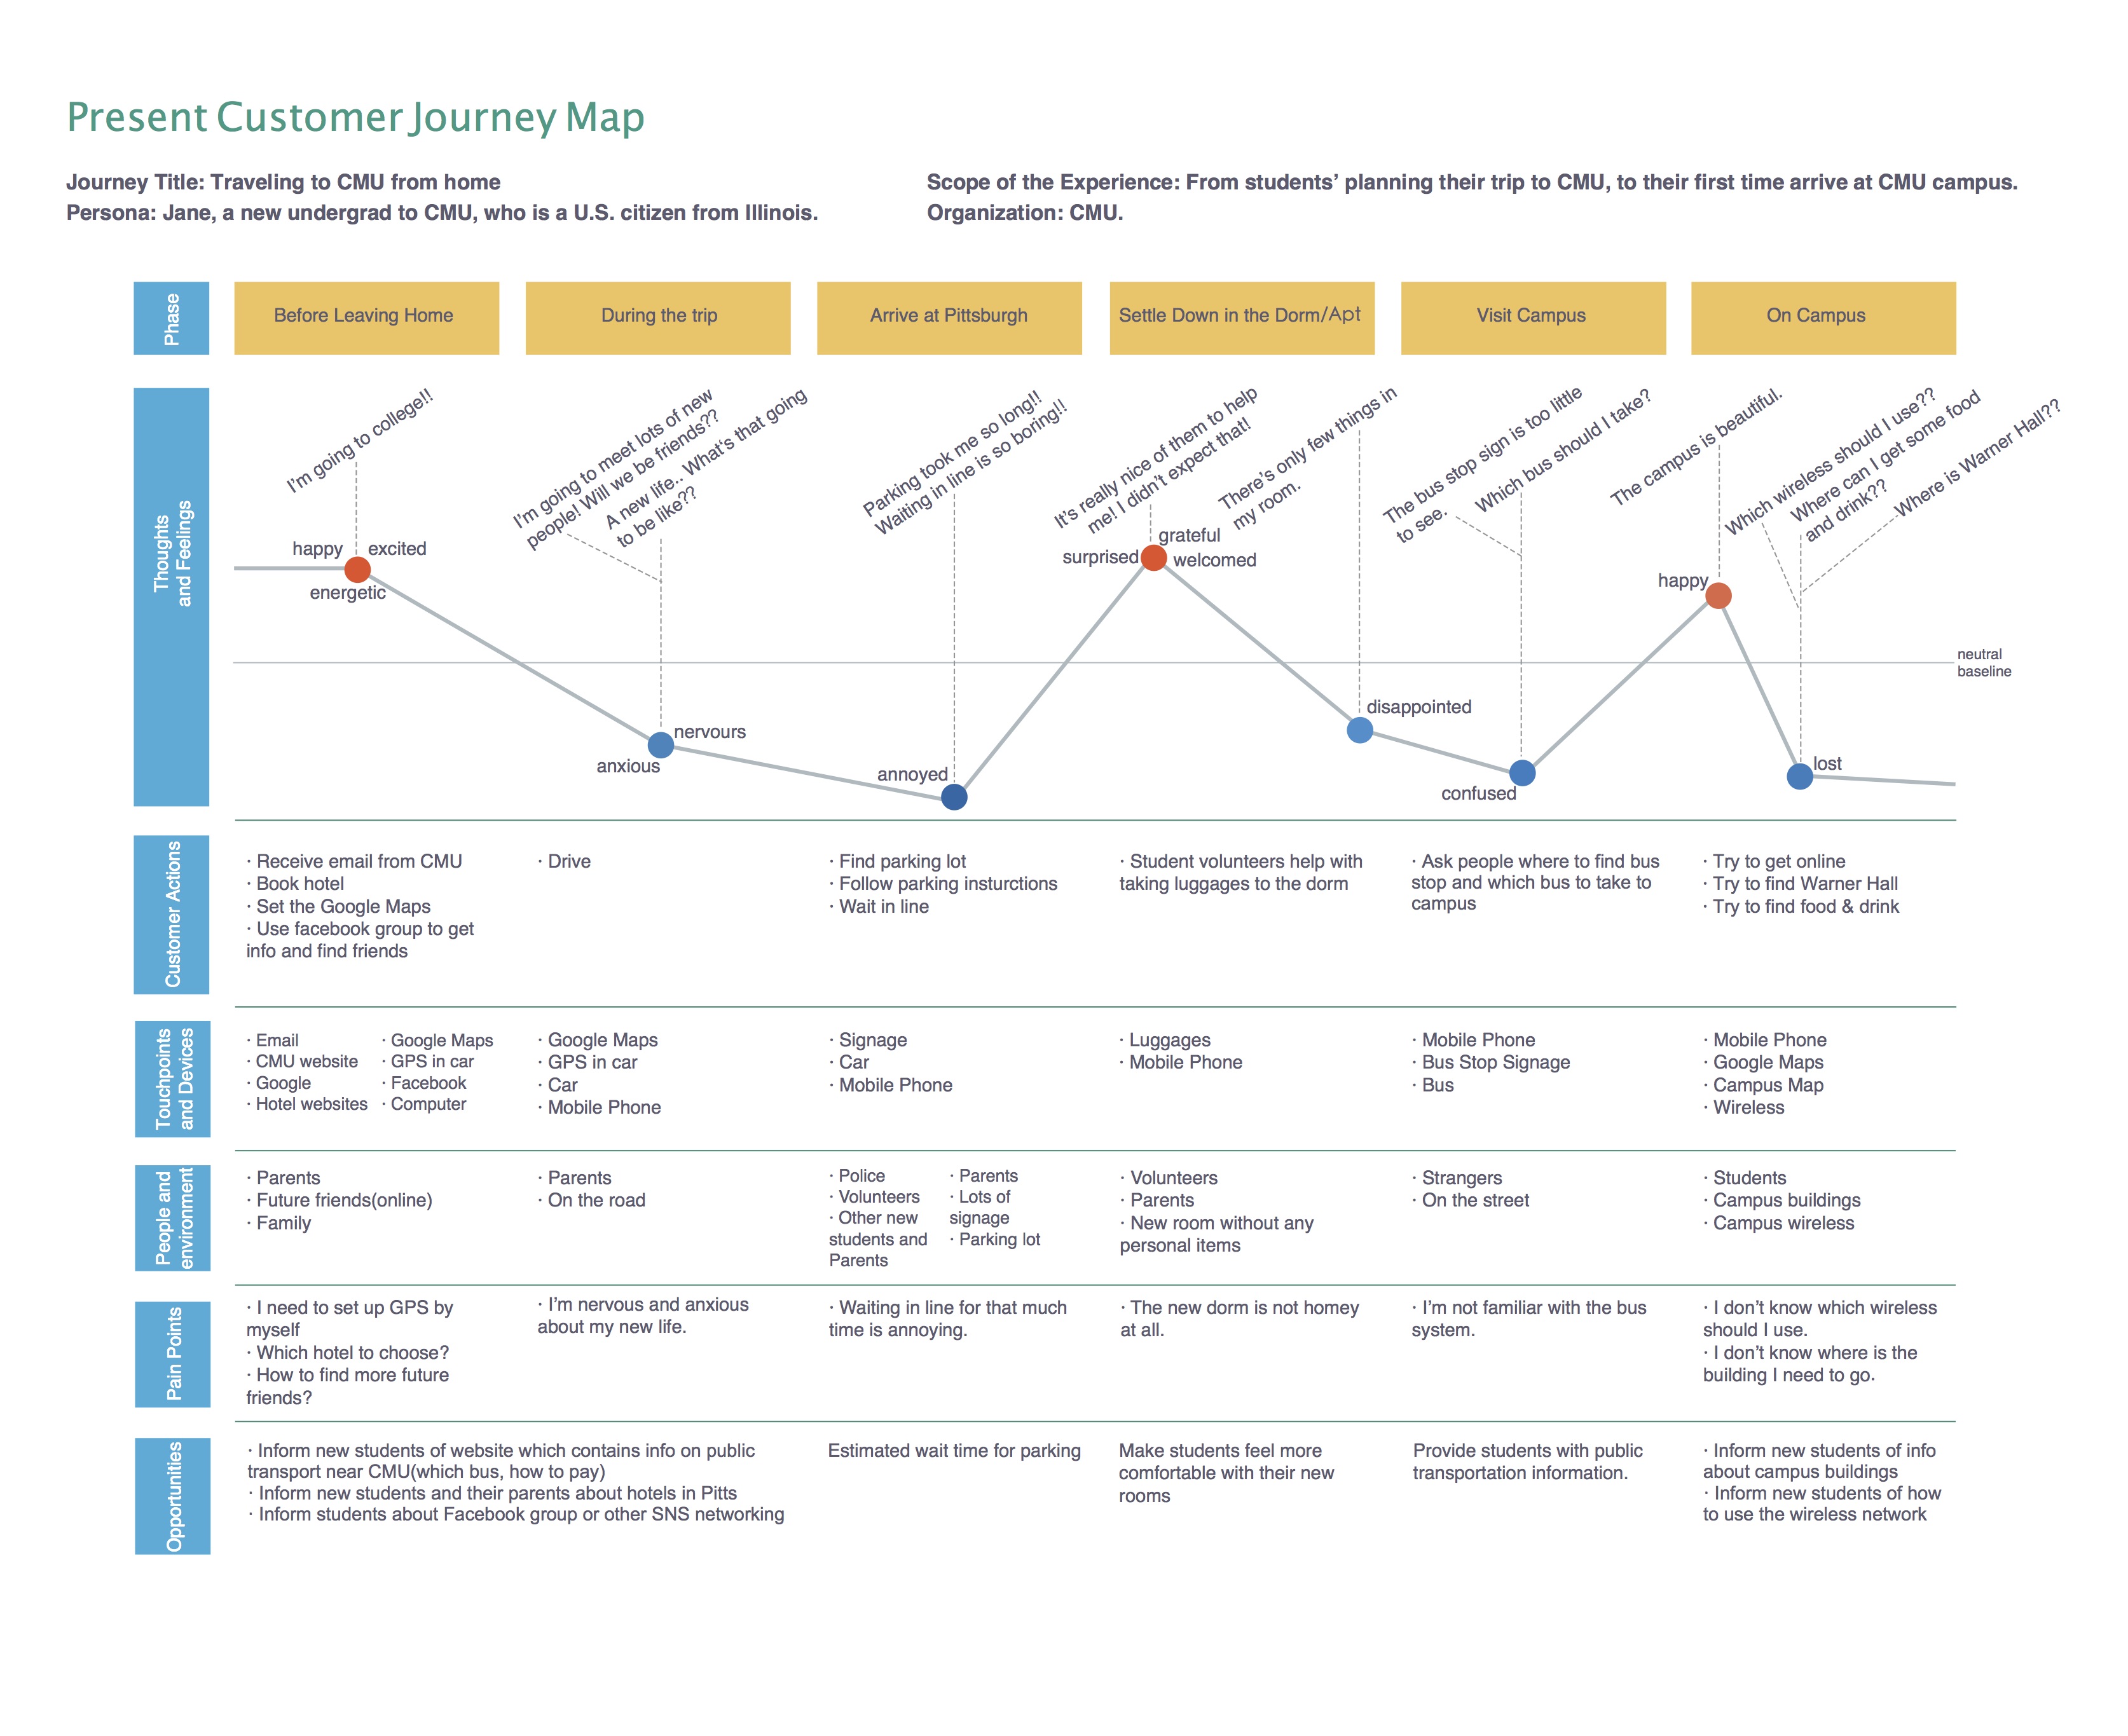 Present Customer Journey Map
Journey Title: Traveling to CMU from home
Persona: Jane, a new undergrad to CMU, who is a U.S. citizen from Illinois.
Scope of the Experience: From students’ planning their trip to CMU, to their first time arrive at CMU campus.
Organization: CMU.
Phase
Before Leaving Home
During the trip
Arrive at Pittsburgh
Settle Down in the Dorm/Apt
Visit Campus
On Campus
Thoughts
and Feelings
I’m going to college!!
happy
excited
energetic
I’m going to meet lots of new
people! Will we be friends??
A new life.. What‘s that going
to be like??
nervours
anxious
Parking took me so long!!
Waiting in line is so boring!!
annoyed
It’s really nice of them to help
me! I didn’t expect that!
grateful
surprised
welcomed
There’s only few things in
my room.
disappointed
The bus stop sign is too little
to see.
Which bus should I take?
confused
The campus is beautiful.
happy
Which wireless should I use??
Where can I get some food
and drink??
Where is Warner Hall??
lost
neutral
baseline
Customer Actions
· Receive email from CMU
· Book hotel
· Set the Google Maps
· Use facebook group to get
info and find friends
· Drive
· Find parking lot
· Follow parking insturctions
· Wait in line
· Student volunteers help with
taking luggages to the dorm
· Ask people where to find bus
stop and which bus to take to
campus
· Try to get online
· Try to find Warner Hall
· Try to find food & drink
Touchpoints
and Devices
· Email
· CMU website
· Google
· Hotel websites
· Google Maps
· GPS in car
· Facebook
· Computer
· Google Maps
· GPS in car
· Car
· Mobile Phone
· Signage
· Car
· Mobile Phone
· Luggages
· Mobile Phone
· Mobile Phone
· Bus Stop Signage
· Bus
· Mobile Phone
· Google Maps
· Campus Map
· Wireless
People and
environment
· Parents
· Future friends(online)
· Family
· Parents
· On the road
· Police
· Volunteers
· Other new
students and
Parents
· Parents
· Lots of
signage
· Parking lot
· Volunteers
· Parents
· New room without any
personal items
· Strangers
· On the street
· Students
· Campus buildings
· Campus wireless
Pain Points
· I need to set up GPS by
myself
· Which hotel to choose?
· How to find more future
friends?
· I’m nervous and anxious
about my new life.
· Waiting in line for that much
time is annoying.
· The new dorm is not homey
at all.
· I’m not familiar with the bus
system.
· I don’t know which wireless
should I use.
· I don’t know where is the
building I need to go.
Opportunities
· Inform new students of website which contains info on public
transport near CMU(which bus, how to pay)
· Inform new students and their parents about hotels in Pitts
· Inform students about Facebook group or other SNS networking
Estimated wait time for parking
Make students feel more
comfortable with their new
rooms
Provide students with public
transportation information.
· Inform new students of info
about campus buildings
· Inform new students of how
to use the wireless network